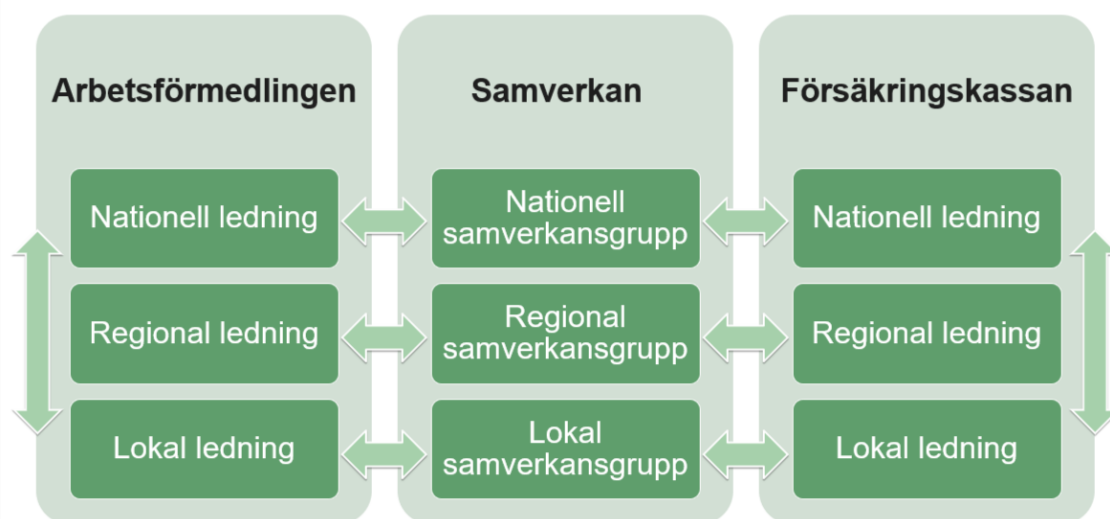 Arbetsförmedlingen
Samverkan
Försäkringskassan
Nationell ledning
Nationell
samverkansgrupp
Nationell ledning
Regional ledning
Regional
samverkansgrupp
Regional ledning
Lokal ledning
Lokal
samverkansgrupp
Lokal ledning